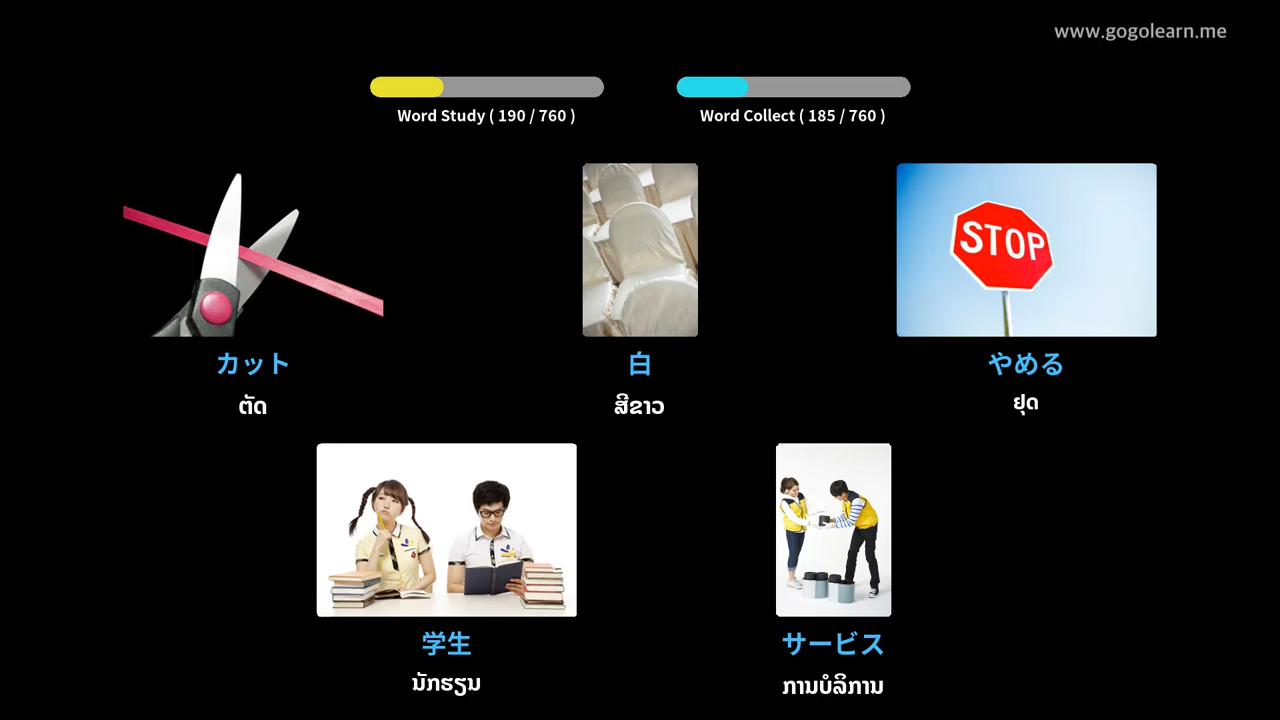 www.gogolearn.me
Word Study ( 190 / 760 )
Word Collect ( 185 / 760 )
STOP
カット
白
やめる
ຕັດ
ສີຂາວ
ຢຸດ
学生
サービス
ນັກຮຽນ
ການບໍລິການ